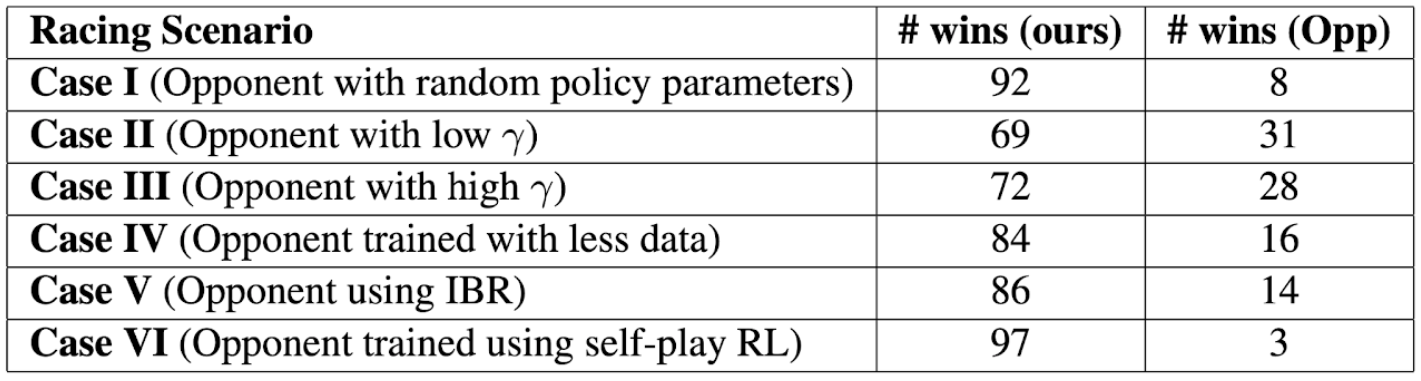 Racing Scenario # wins (ours) # wins (Opp)
Case I (Opponent with random policy parameters) 92 8
Case II (Opponent with low γ) 69 31
Case III (Opponent with high γ) 72 28
Case IV (Opponent trained with less data) 84 16
Case V (Opponent using IBR) 86 14
Case VI (Opponent trained using self-play RL) 97 3